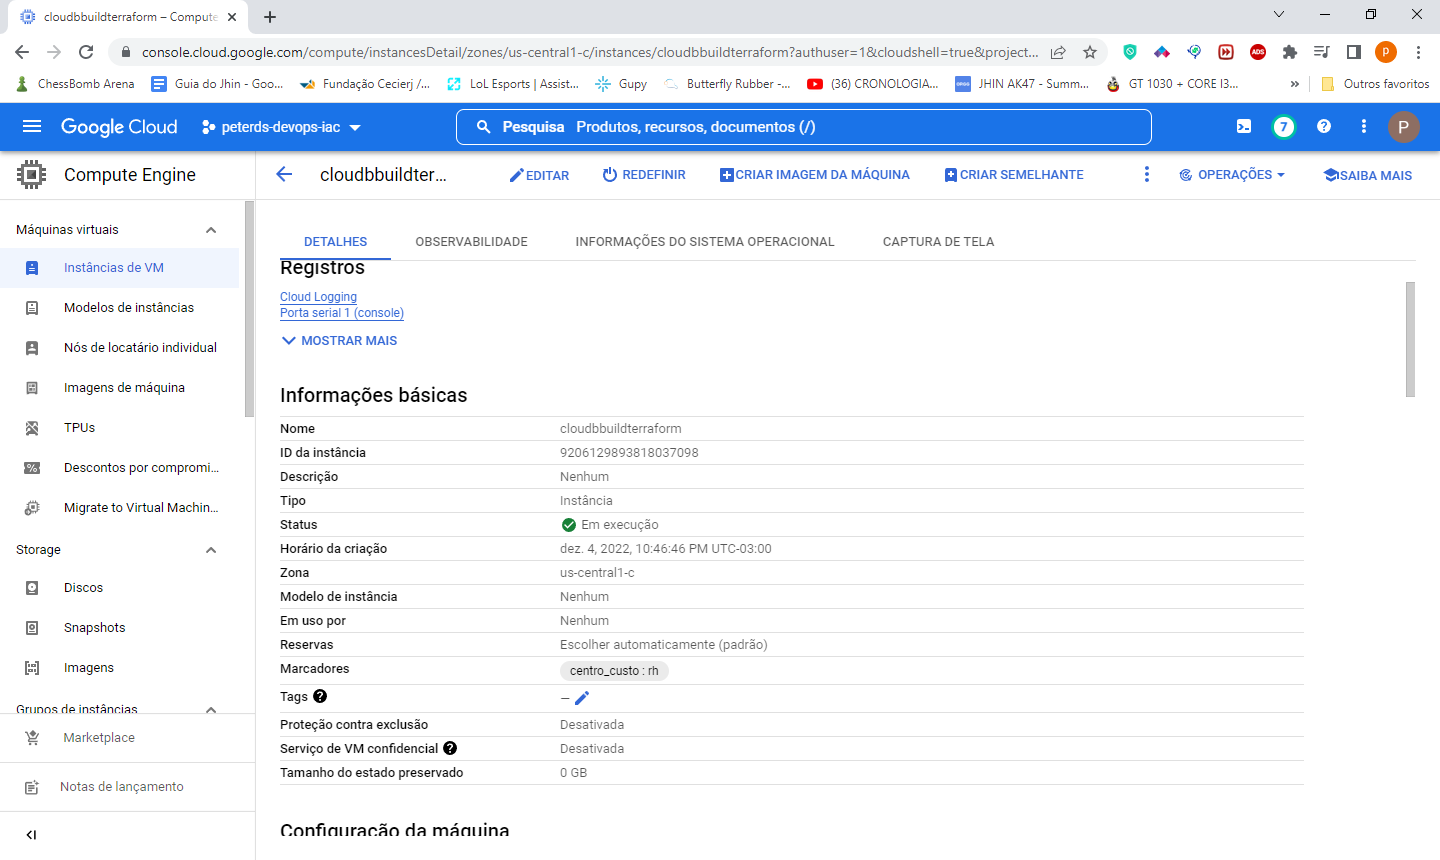 cloudbbuildterraform – Compute
console.cloud.google.com/compute/instancesDetail/zones/us-central1-c/instances/cloudbbuildterraform?authuser=1&cloudshell=true&project...
p
ChessBomb Arena
Guia do Jhin - Goo...
Fundação Cecierj /...
LoL Esports | Assist...
Gupy
Butterfly Rubber -...
(36) CRONOLOGIA...
JHIN AK47 - Summ...
GT 1030 + CORE I3...
»
Outros favoritos
Google Cloud
peterds-devops-iac
Pesquisa Produtos, recursos, documentos (/)
7
P
Compute Engine
cloudbbuildter...
EDITAR
REDEFINIR
CRIAR IMAGEM DA MÁQUINA
CRIAR SEMELHANTE
OPERAÇÕES
SAIBA MAIS
Máquinas virtuais
Instâncias de VM
Modelos de instâncias
Nós de locatário individual
Imagens de máquina
TPUs
Descontos por compromi...
Migrate to Virtual Machin...
Storage
Discos
Snapshots
Imagens
Grupos de instâncias
Marketplace
Notas de lançamento
DETALHES
OBSERVABILIDADE
INFORMAÇÕES DO SISTEMA OPERACIONAL
CAPTURA DE TELA
Registros
Cloud Logging
Porta serial 1 (console)
MOSTRAR MAIS
Informações básicas
Nome cloudbbuildterraform
ID da instância 9206129893818037098
Descrição Nenhum
Tipo Instância
Status Em execução
Horário da criação dez. 4, 2022, 10:46:46 PM UTC-03:00
Zona us-central1-c
Modelo de instância Nenhum
Em uso por Nenhum
Reservas Escolher automaticamente (padrão)
Marcadores centro_custo : rh
Tags ? —
Proteção contra exclusão Desativada
Serviço de VM confidencial ? Desativada
Tamanho do estado preservado 0 GB
Configuração da máquina